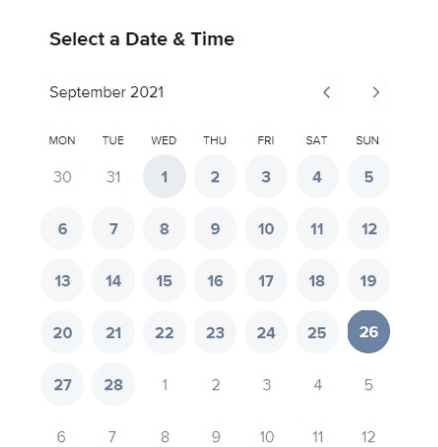 Select a Date & Time
September 2021
MON TUE WED THU FRI SAT SUN
30 31 1 2 3 4 5
6 7 8 9 10 11 12
13 14 15 16 17 18 19
20 21 22 23 24 25 26
27 28 1 2 3 4 5
6 7 8 9 10 11 12